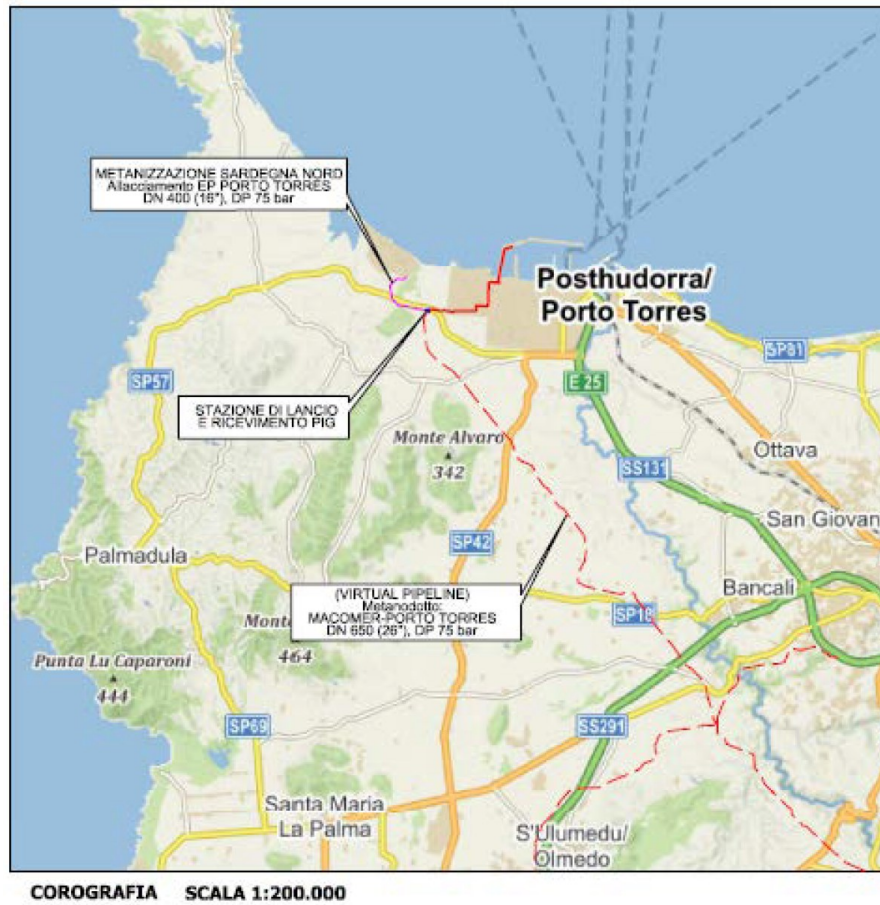 METANIZZAZIONE SARDEGNA NORD
Allacciamento EP PORTO TORRES
DN 400 (16"), DP 75 bar
Posthudorra/
Porto Torres
SP81
SP57
E 25
STAZIONE DI LANCIO
E RICEVIMENTO PIG
Monte Alvaro
342
Ottava
SS131
San Giovan
SP42
Palmadula
Bancali
(VIRTUAL PIPELINE)
Metanodotto:
MACOMER-PORTO TORRES
DN 650 (26"), DP 75 bar
SP18
Monte
464
Punta Lu Caparoni
444
SP69
SS291
Santa Maria
La Palma
S'Ulumedu/
Olmedo
COROGRAFIA SCALA 1:200.000